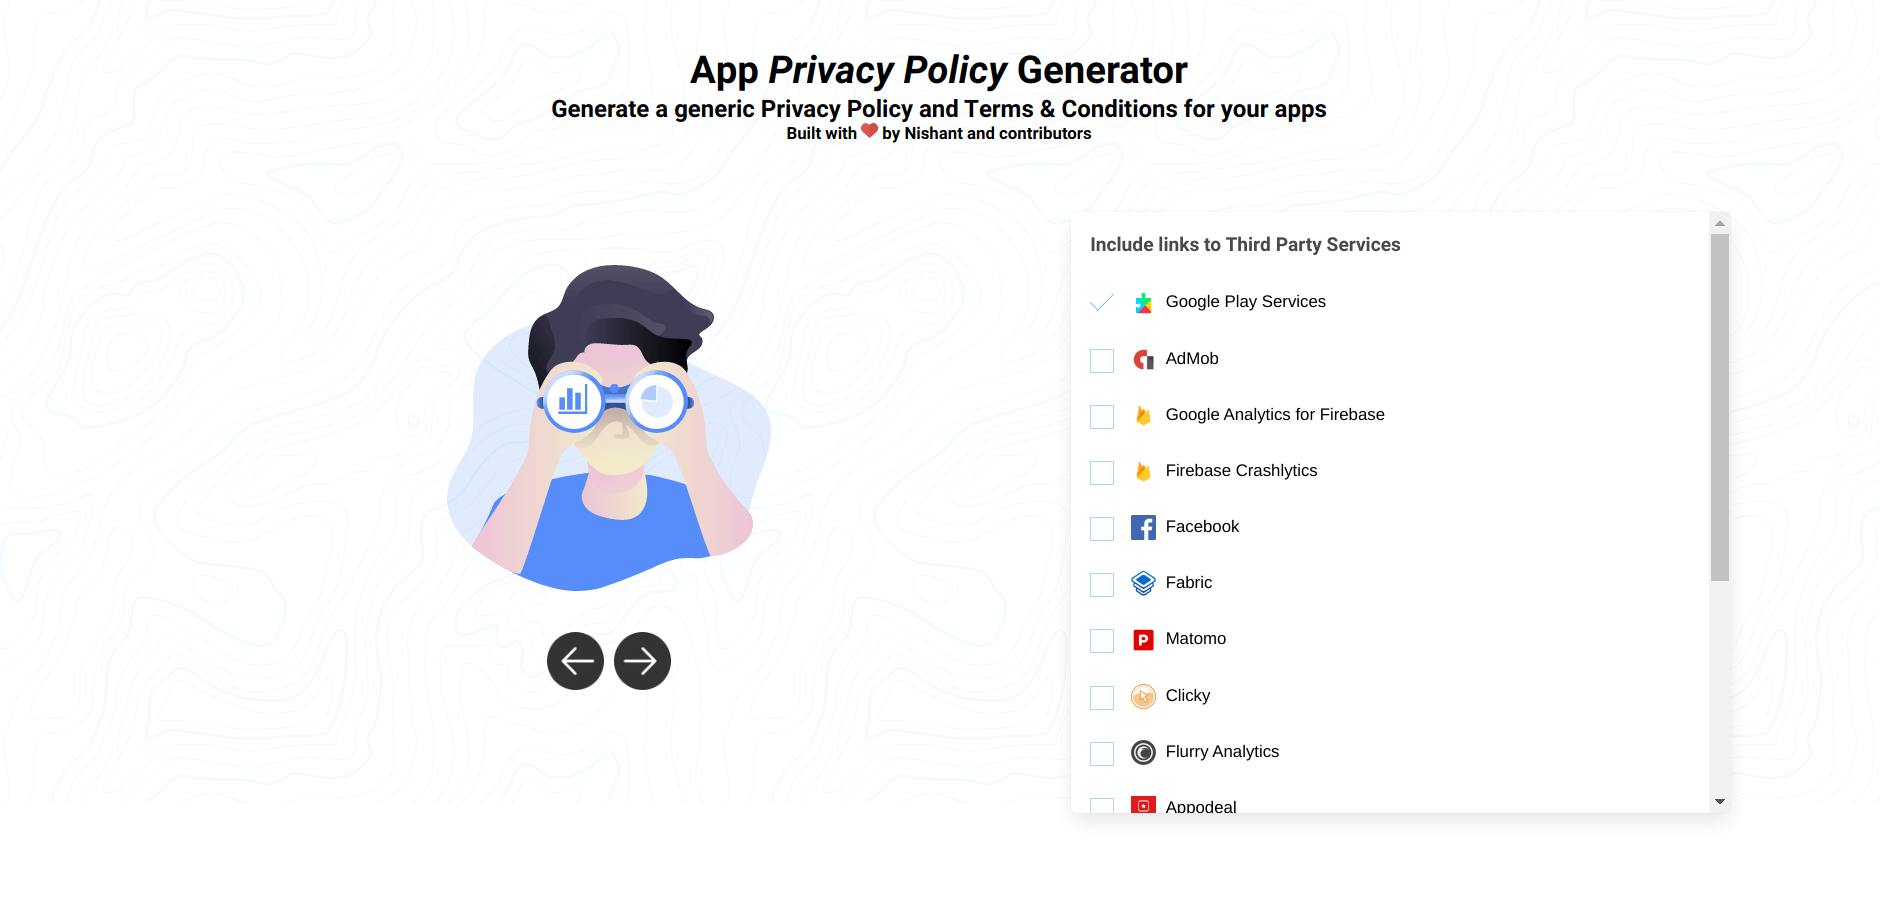 App Privacy Policy Generator
Generate a generic Privacy Policy and Terms & Conditions for your apps
Built with ❤ by Nishant and contributors
Include links to Third Party Services
Google Play Services
AdMob
Google Analytics for Firebase
Firebase Crashlytics
Facebook
Fabric
Matomo
Clicky
Flurry Analytics
Appodeal